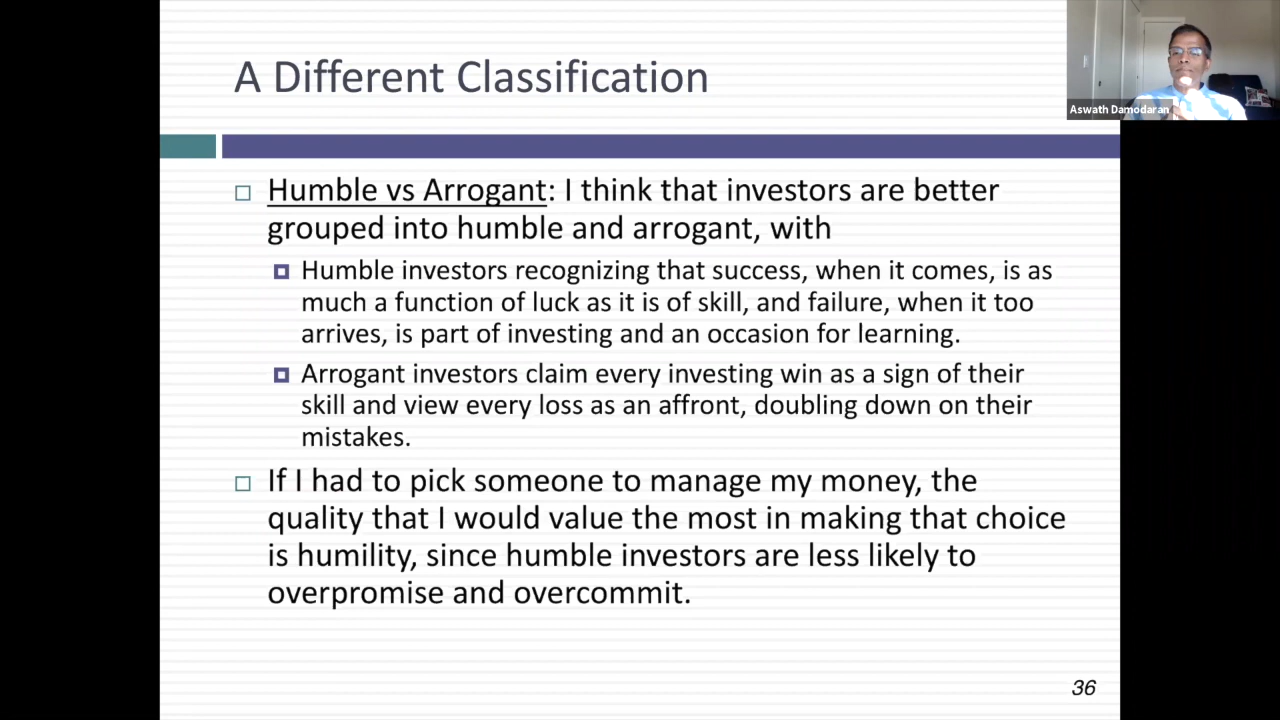 A Different Classification
Aswath Damodaran
Humble vs Arrogant: I think that investors are better
grouped into humble and arrogant, with
Humble investors recognizing that success, when it comes, is as
much a function of luck as it is of skill, and failure, when it too
arrives, is part of investing and an occasion for learning.
Arrogant investors claim every investing win as a sign of their
skill and view every loss as an affront, doubling down on their
mistakes.
If I had to pick someone to manage my money, the
quality that I would value the most in making that choice
is humility, since humble investors are less likely to
overpromise and overcommit.
36